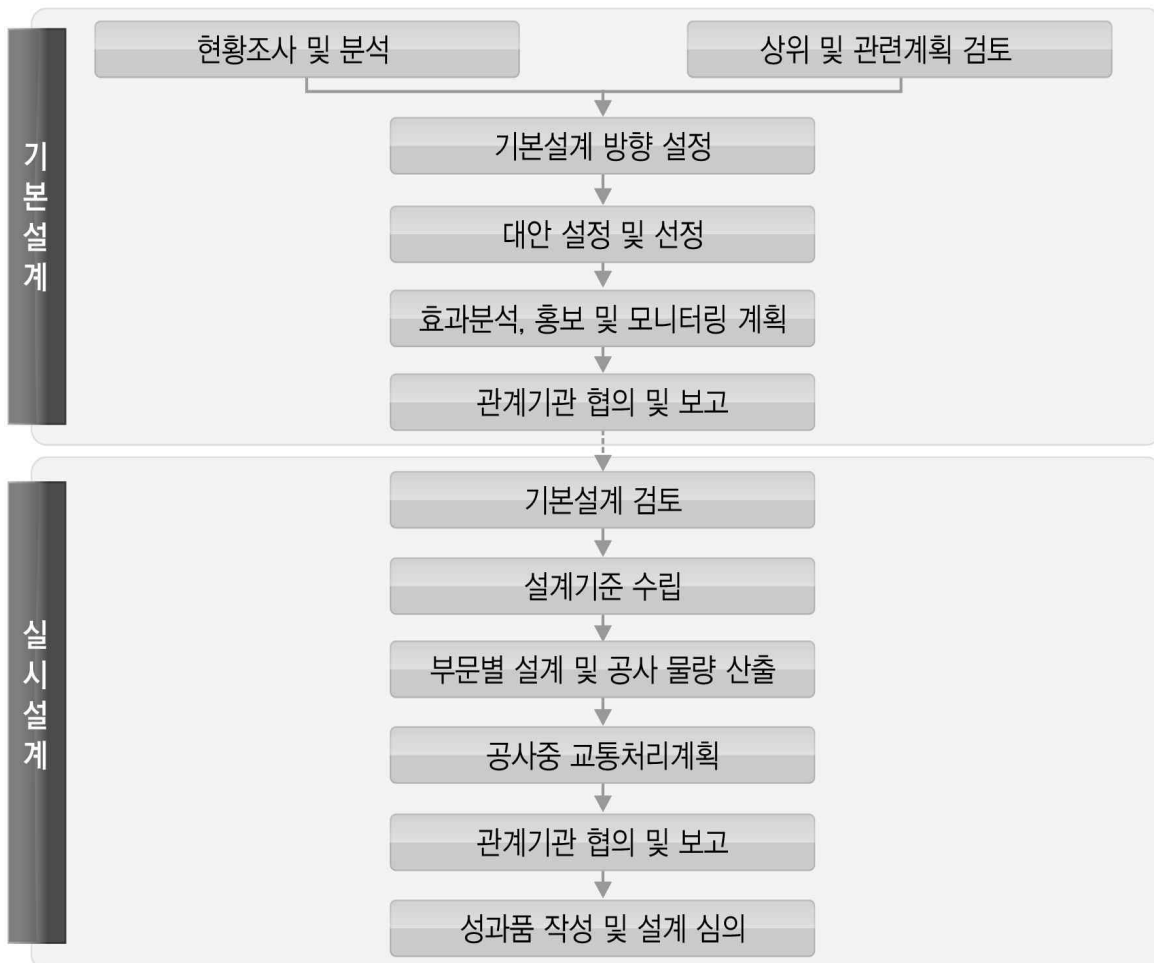 기본설계
현황조사 및 분석
상위 및 관련계획 검토
기본설계 방향 설정
대안 설정 및 선정
효과분석, 홍보 및 모니터링 계획
관계기관 협의 및 보고
실시설계
기본설계 검토
설계기준 수립
부문별 설계 및 공사 물량 산출
공사중 교통처리계획
관계기관 협의 및 보고
성과품 작성 및 설계 심의